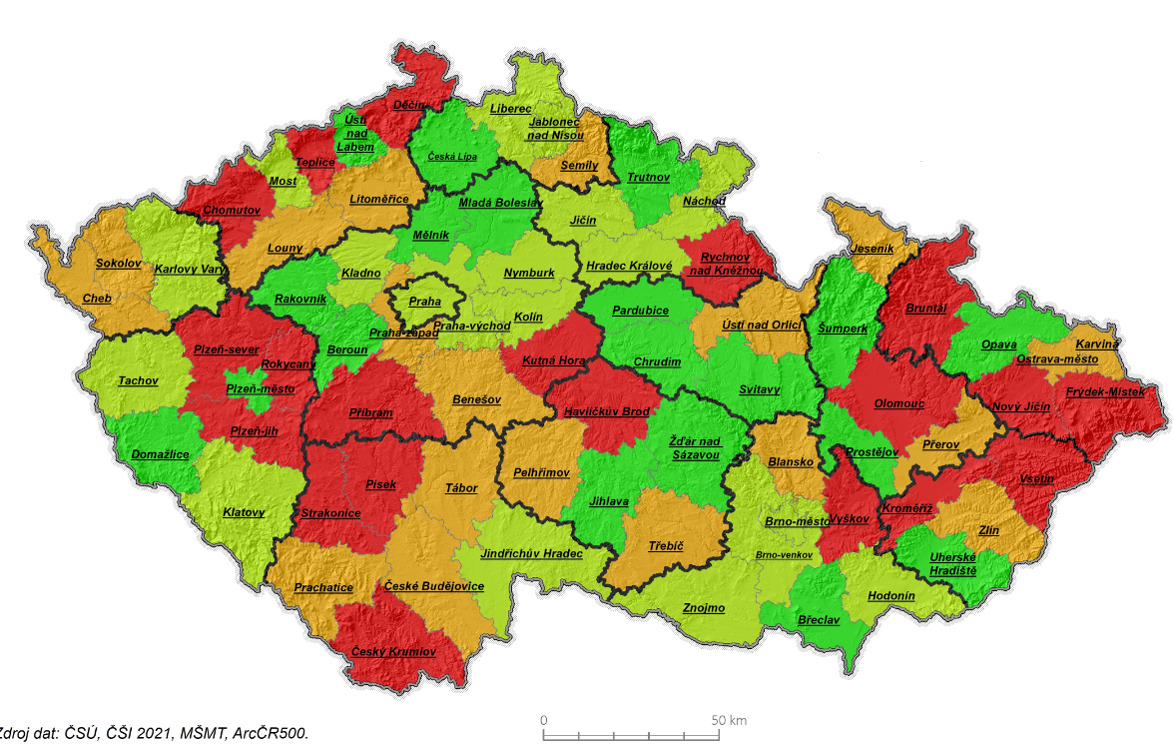 Děčín
Liberec
Ústí
nad
Labem
Jablonec
nad Nisou
Česká Lípa
Teplice
Semily
Most
Trutnov
Litoměřice
Mladá Boleslav
Náchod
Chomutov
Jičín
Mělník
Louny
Jeseník
Sokolov
Karlovy Vary
Kladno
Nymburk
Hradec Králové
Rychnov
nad Kněžnou
Cheb
Rakovník
Praha
Kolín
Pardubice
Bruntál
Praha-západ
Praha-východ
Ústí nad Orlicí
Šumperk
Opava
Karviná
Plzeň-sever
Beroun
Rokycany
Kutná Hora
Chrudim
Ostrava-město
Tachov
Plzeň-město
Svitavy
Frýdek-Místek
Benešov
Příbram
Havlíčkův Brod
Olomouc
Nový Jičín
Plzeň-jih
Žďár nad
Sázavou
Přerov
Domažlice
Prostějov
Blansko
Pelhřimov
Vsetín
Písek
Tábor
Jihlava
Klatovy
Strakonice
Brno-město
Vyškov
Kroměříž
Zlín
Třebíč
Jindřichův Hradec
Brno-venkov
Uherské
Hradiště
Prachatice
České Budějovice
Hodonín
Znojmo
Břeclav
Český Krumlov
0 50 km
Zdroj dat: ČSÚ, ČŠI 2021, MŠMT, ArcČR500.